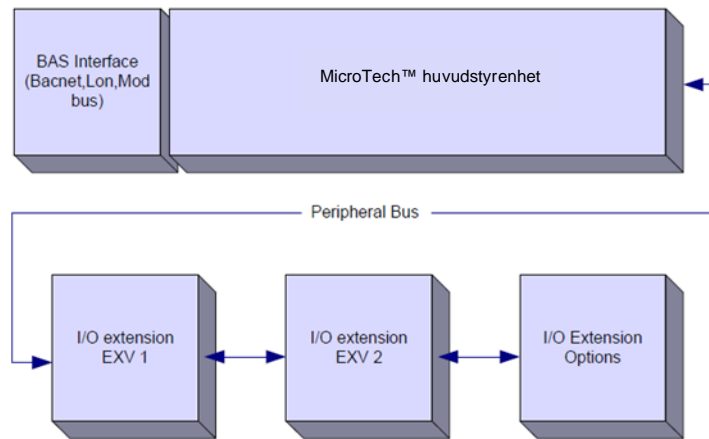 BAS Interface
(Bacnet,Lon,Mod
bus)
MicroTech™ huvudstyrenhet
Peripheral Bus
I/O extension
EXV 1
I/O extension
EXV 2
I/O Extension
Options